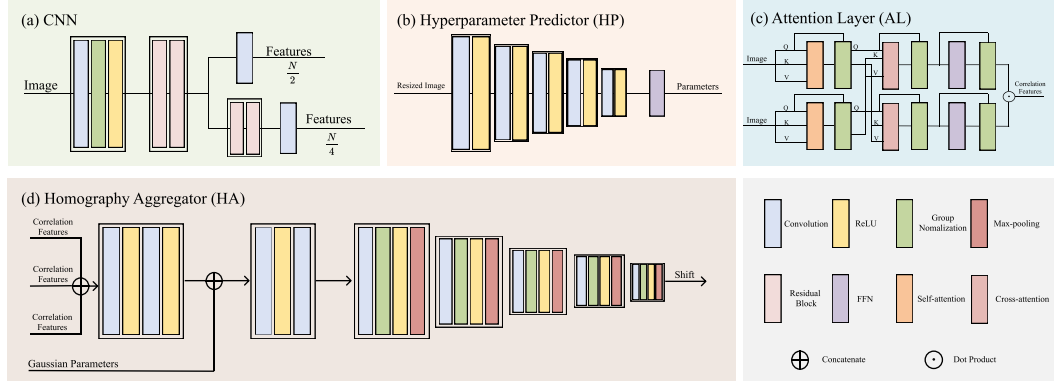 (a) CNN
Image
Features
N
2
Features
N
4
(b) Hyperparameter Predictor (HP)
Resized Image
Parameters
(c) Attention Layer (AL)
Image
Q
K
V
Q
K
V
Image
Q
K
V
Q
K
V
Correlation
Features
(d) Homography Aggregator (HA)
Correlation
Features
Correlation
Features
Correlation
Features
Gaussian Parameters
Shift
Convolution
ReLU
Group
Nomalization
Max-pooling
Residual
Block
FFN
Self-attention
Cross-attention
Concatenate
Dot Product